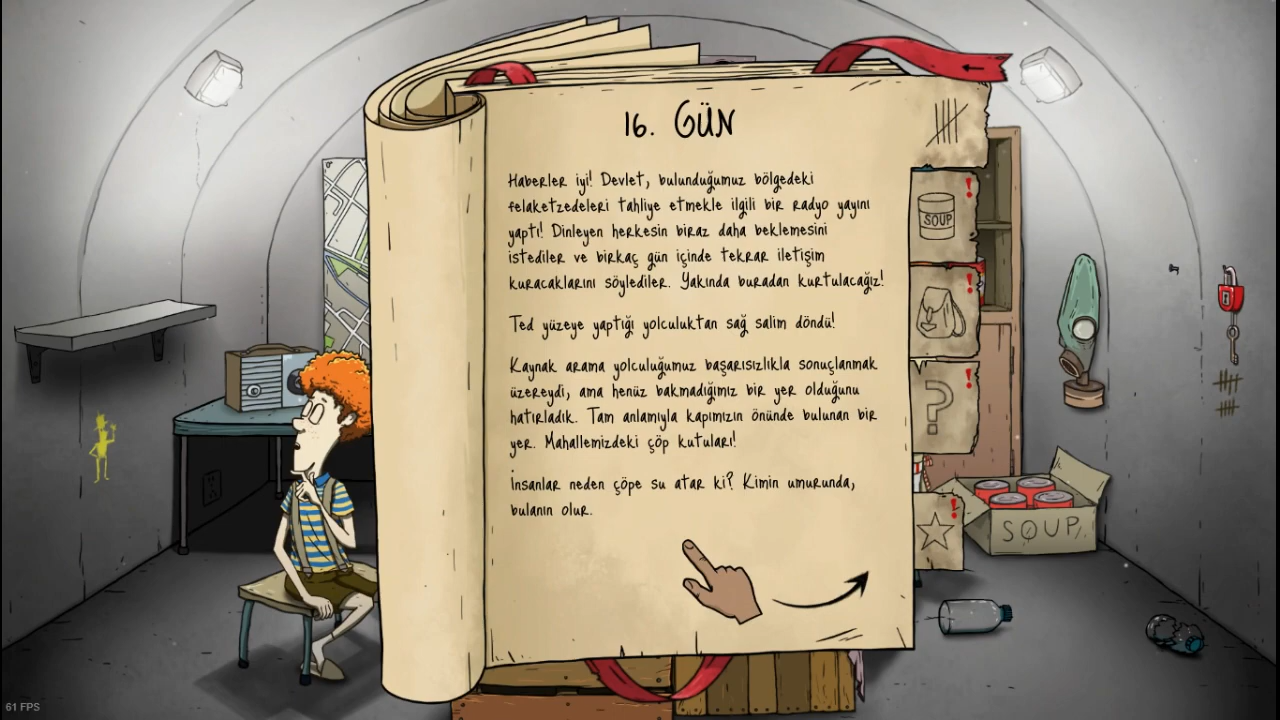 16. GÜN
Haberler iyi! Devlet, bulunduğumuz bölgedeki
felaketzedeleri tahliye etmekle ilgili bir radyo yayını
yaptı! Dinleyen herkesin biraz daha beklemesini
istediler ve birkaç gün içinde tekrar iletişim
kuracaklarını söylediler. Yakında buradan kurtulacağız!
Ted yüzeye yaptığı yolculuktan sağ salim döndü!
Kaynak arama yolculuğumuz başarısızlıkla sonuçlanmak
üzereydi, ama henüz bakmadığımız bir yer olduğunu
hatırladık. Tam anlamıyla kapımızın önünde bulunan bir
yer. Mahallemizdeki çöp kutuları!
İnsanlar neden çöpe su atar ki? Kimin umurunda,
bulanın olur.
!
SOUP
!
!
?
!
SOUP
61 FPS